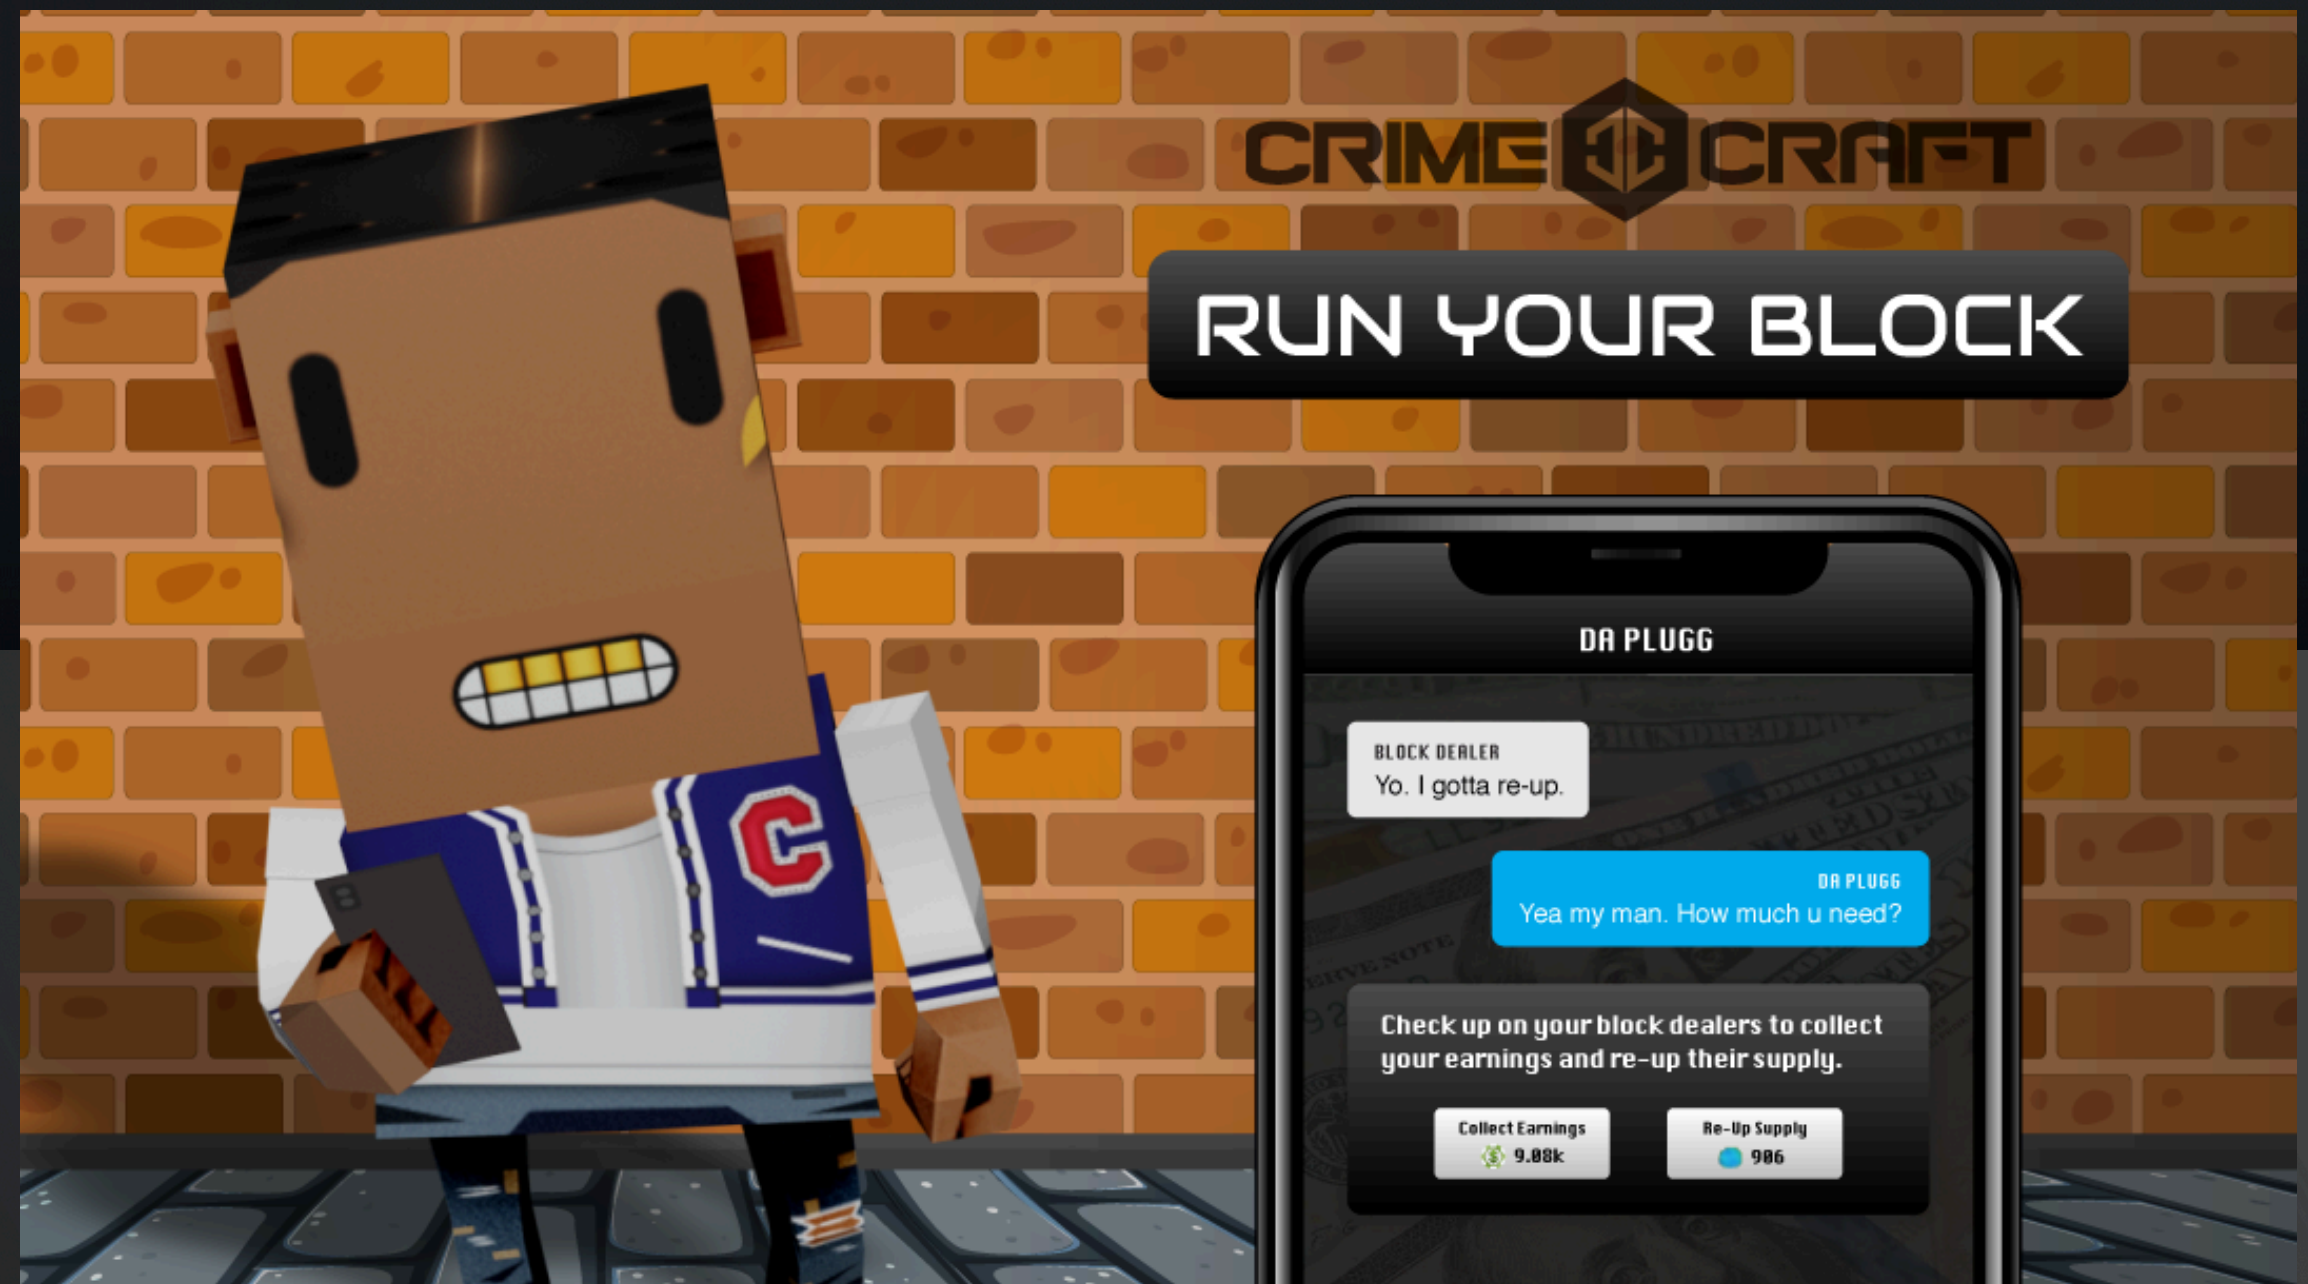 CRIME CRAFT
RUN YOUR BLOCK
DA PLUGG
BLOCK DEALER
Yo. I gotta re-up.
DA PLUGG
Yea my man. How much u need?
Check up on your block dealers to collect
your earnings and re-up their supply.
Collect Earnings
9.08k
Re-Up Supply
906
C
B